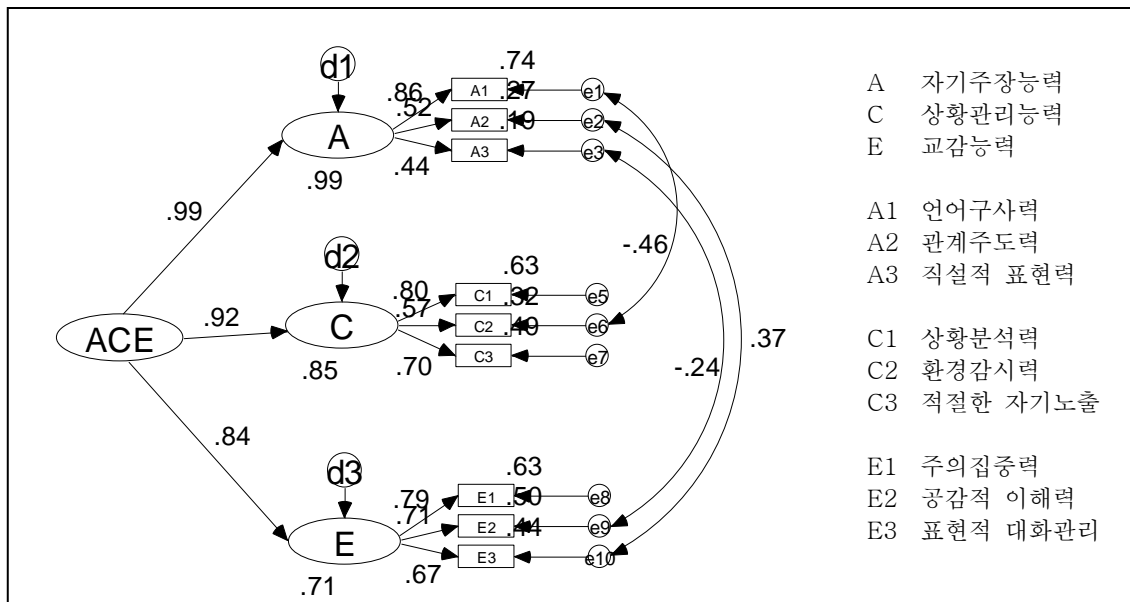 d1
.74
.86
A1
.27
e1
.52
A2
.19
e2
A
A3
e3
.44
.99
.99
d2
-.46
.63
.80
C1
.32
e5
.57
C2
.49
e6
.92
C
ACE
C3
e7
.37
.85
.70
-.24
.84
d3
.63
.79
E1
.50
e8
.71
E2
.44
e9
E
E3
e10
.67
.71
A 자기주장능력
C 상황관리능력
E 교감능력
A1 언어구사력
A2 관계주도력
A3 직설적 표현력
C1 상황분석력
C2 환경감시력
C3 적절한 자기노출
E1 주의집중력
E2 공감적 이해력
E3 표현적 대화관리